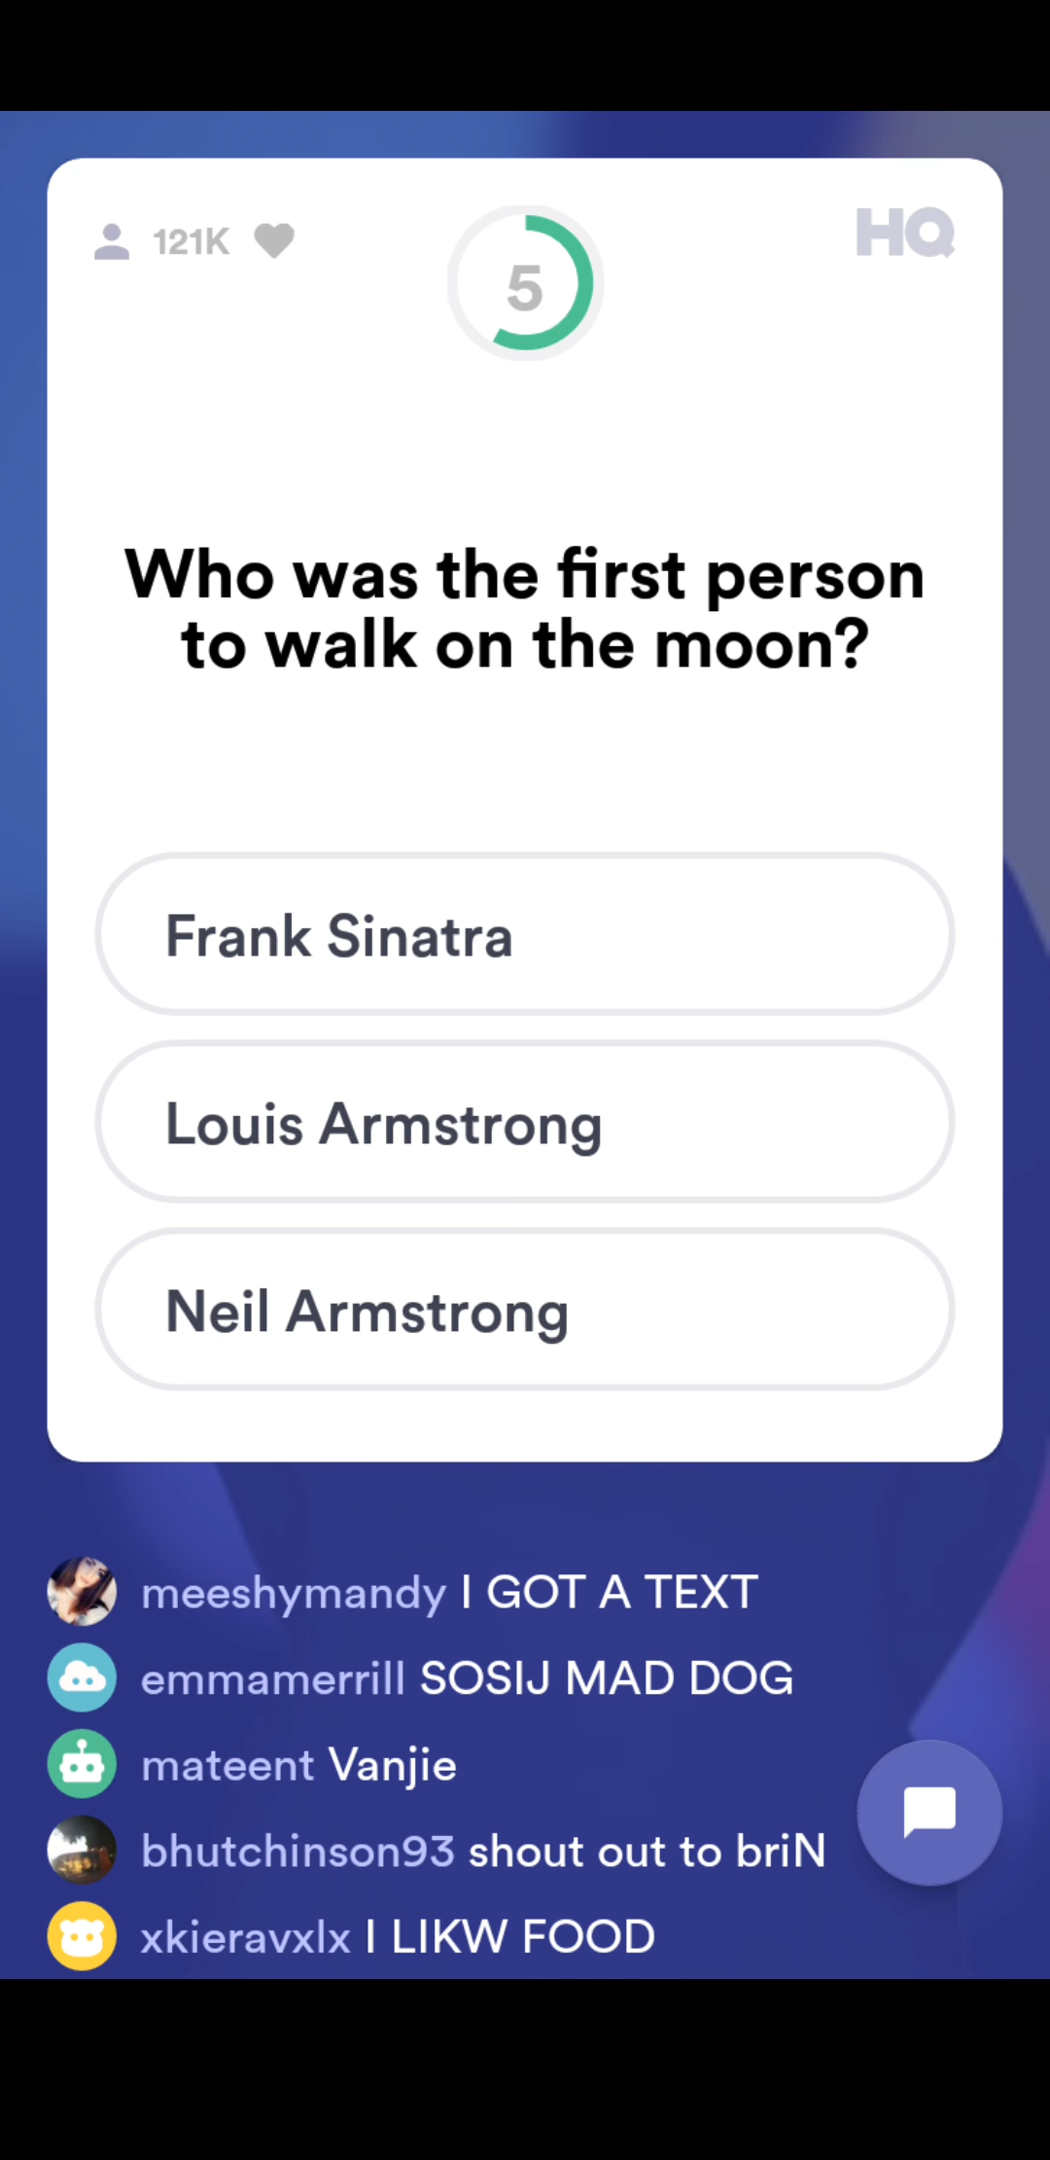 121K
5
HQ
Who was the first person
to walk on the moon?
Frank Sinatra
Louis Armstrong
Neil Armstrong
meeshymandy I GOT A TEXT
emmamerrill SOSIJ MAD DOG
mateent Vanjie
bhutchinson93 shout out to briN
xkieravxlx I LIKW FOOD